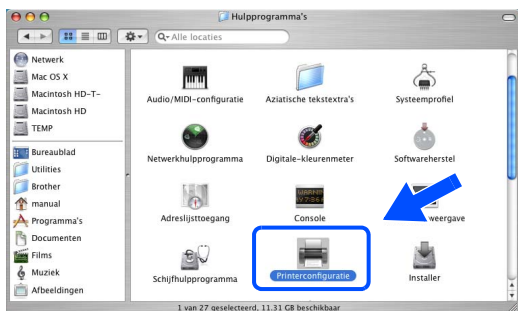 Hulpprogramma's
Alle locaties
Netwerk
Mac OS X
Macintosh HD-T-
Macintosh HD
TEMP
Bureaublad
Utilities
Brother
manual
Programma's
Documenten
Films
Muziek
Afbeeldingen
Audio/MIDI-configuratie Aziatische tekstextra's Systeemprofiel
Netwerkhulpprogramma Digitale-kleurenmeter Softwareherstel
WARNI
Adreslijsttoegang Console weergave
Schijfhulpprogramma Printerconfiguratie Installer
1 van 27 geselecteerd, 11.31 GB beschikbaar